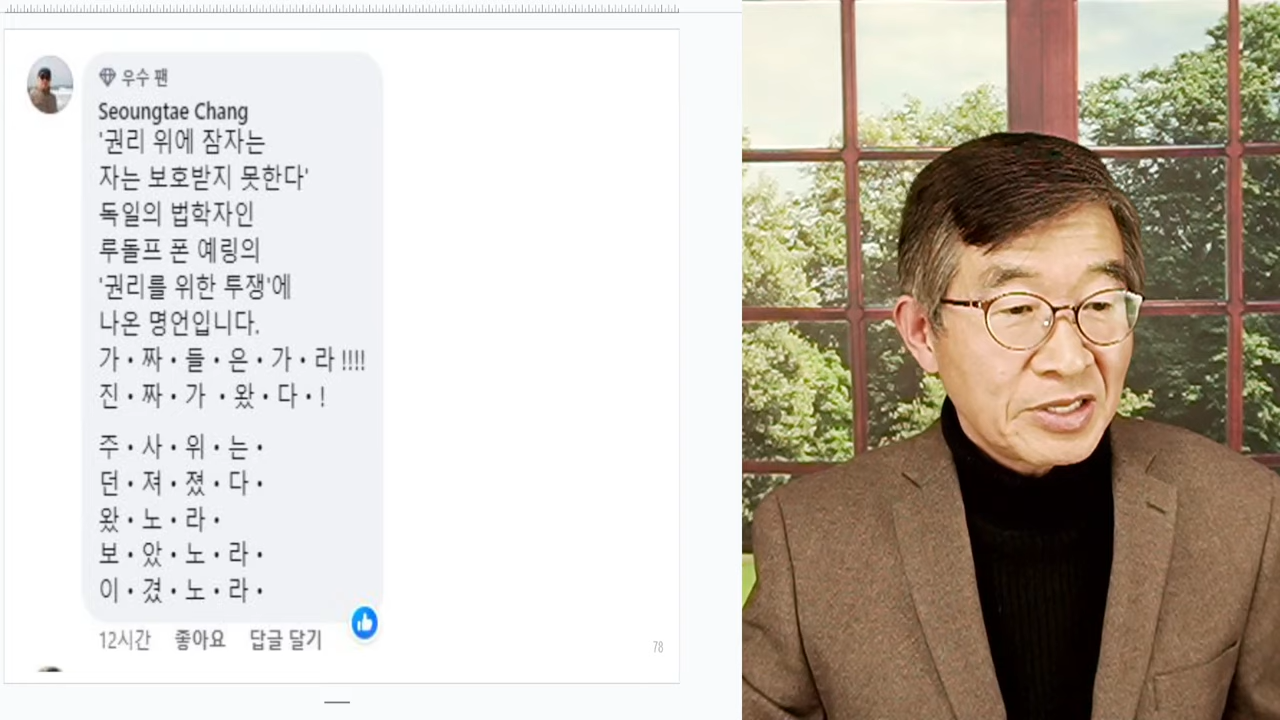 우수 팬
Seoungtae Chang
'권리 위에 잠자는
자는 보호받지 못한다'
독일의 법학자인
루돌프 폰 예링의
'권리를 위한 투쟁'에
나온 명언입니다.
가・짜・들・은・가・라 !!!!
진・짜・가 ・왔・다・!
주・사・위・는・
던・져・졌・다・
왔・노・라・
보・았・노・라・
이・겼・노・라・
12시간 좋아요 답글 달기
78